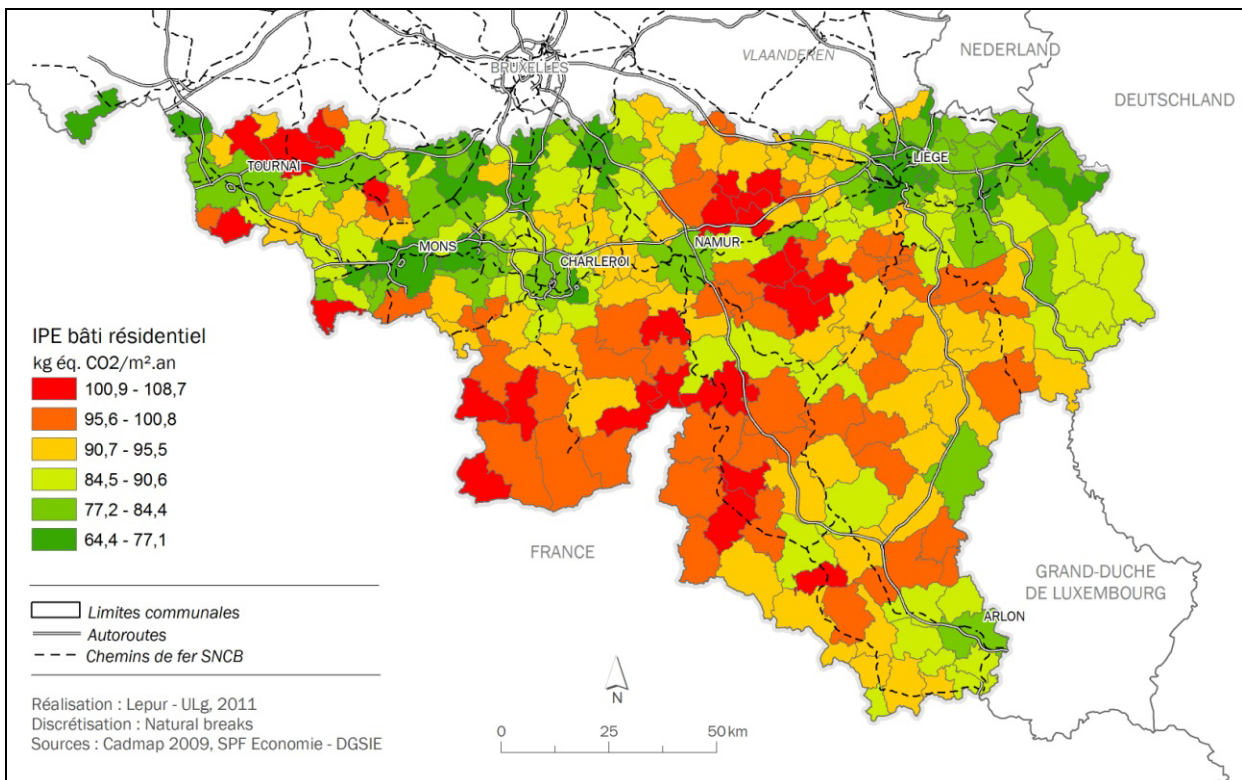 VLAANDEREN
NEDERLAND
BRUXELLES
DEUTSCHLAND
TOURNAI
LIÈGE
MONS
NAMUR
CHARLEROI
IPE bâti résidentiel
kg éq. CO2/m².an
100,9 - 108,7
95,6 - 100,8
90,7 - 95,5
84,5 - 90,6
77,2 - 84,4
64,4 - 77,1
FRANCE
GRAND-DUCHE
DE LUXEMBOURG
ARLON
Limites communales
Autoroutes
Chemins de fer SNCB
N
Réalisation : Lepur - ULg, 2011
Discrétisation : Natural breaks
Sources : Cadmap 2009, SPF Economie - DGSIE
0 25 50 km